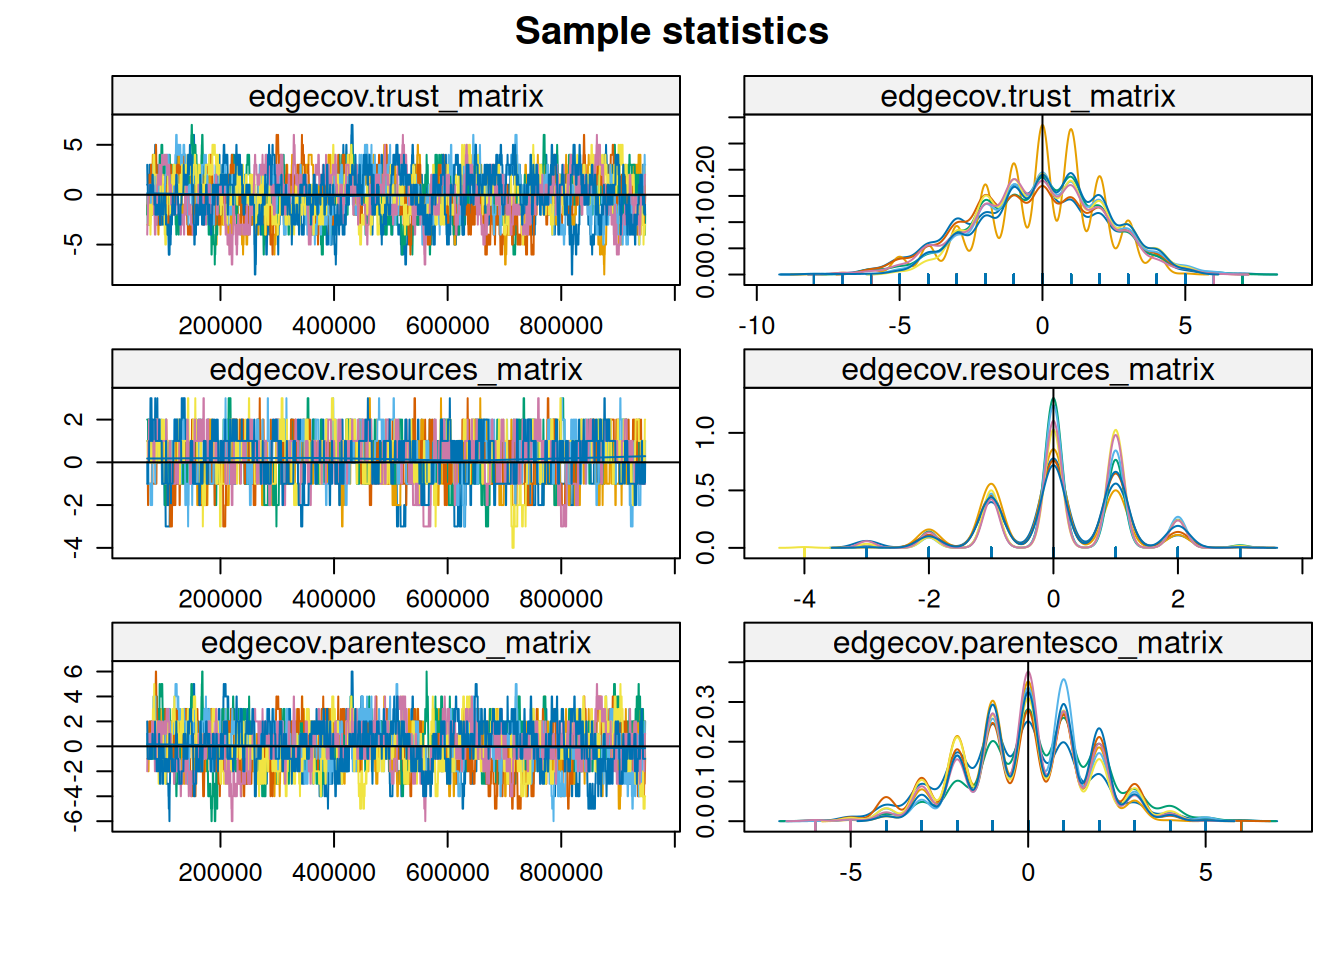 Sample statistics
edgecov.trust_matrix
5
0
-5
200000 400000 600000 800000
edgecov.trust_matrix
0.00 0.10 0.20
-10 -5 0 5
edgecov.resources_matrix
2
0
-2
-4
200000 400000 600000 800000
edgecov.resources_matrix
0.0 0.5 1.0
-4 -2 0 2
edgecov.parentesco_matrix
6
4
2
0
-2
-4
-6
200000 400000 600000 800000
edgecov.parentesco_matrix
0.0 0.1 0.2 0.3
-5 0 5